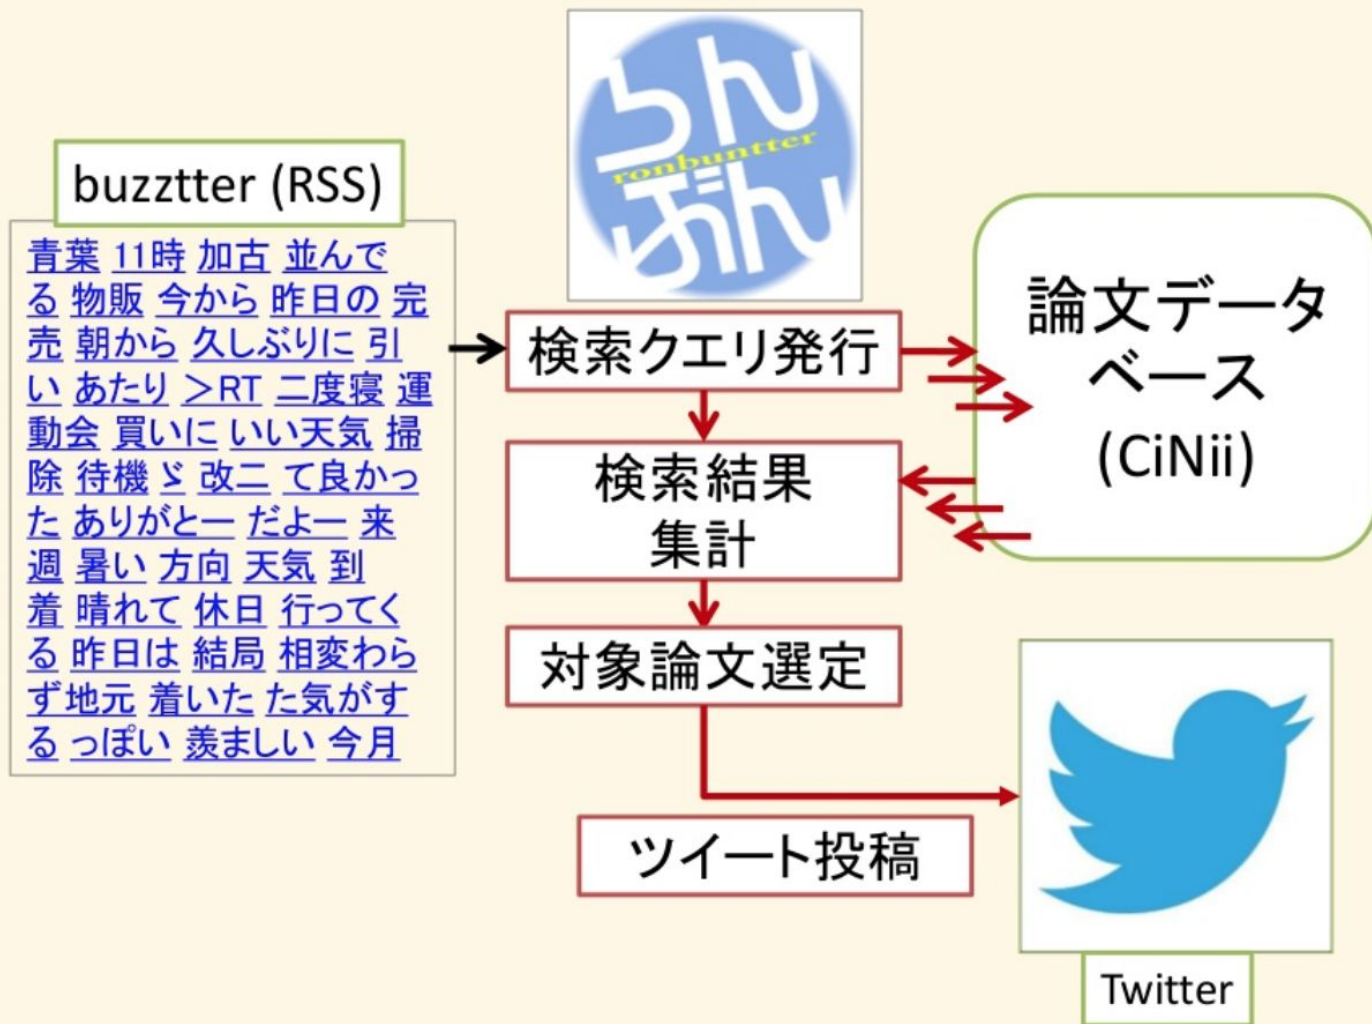 buzztter (RSS)
青葉 11時 加古 並んで
る 物販 今から 昨日の 完
売 朝から 久しぶりに 引
い あたり ＞RT 二度寝 運
動会 買いに いい天気 掃
除 待機 ゞ 改二 て良かっ
た ありがとー だよー 来
週 暑い 方向 天気 到
着 晴れて 休日 行ってく
る 昨日は 結局 相変わら
ず地元 着いた た気がす
る っぽい 羨ましい 今月
らん
ronbuntter
ぶん
検索クエリ発行
検索結果
集計
対象論文選定
ツイート投稿
論文データ
ベース
(CiNii)
Twitter